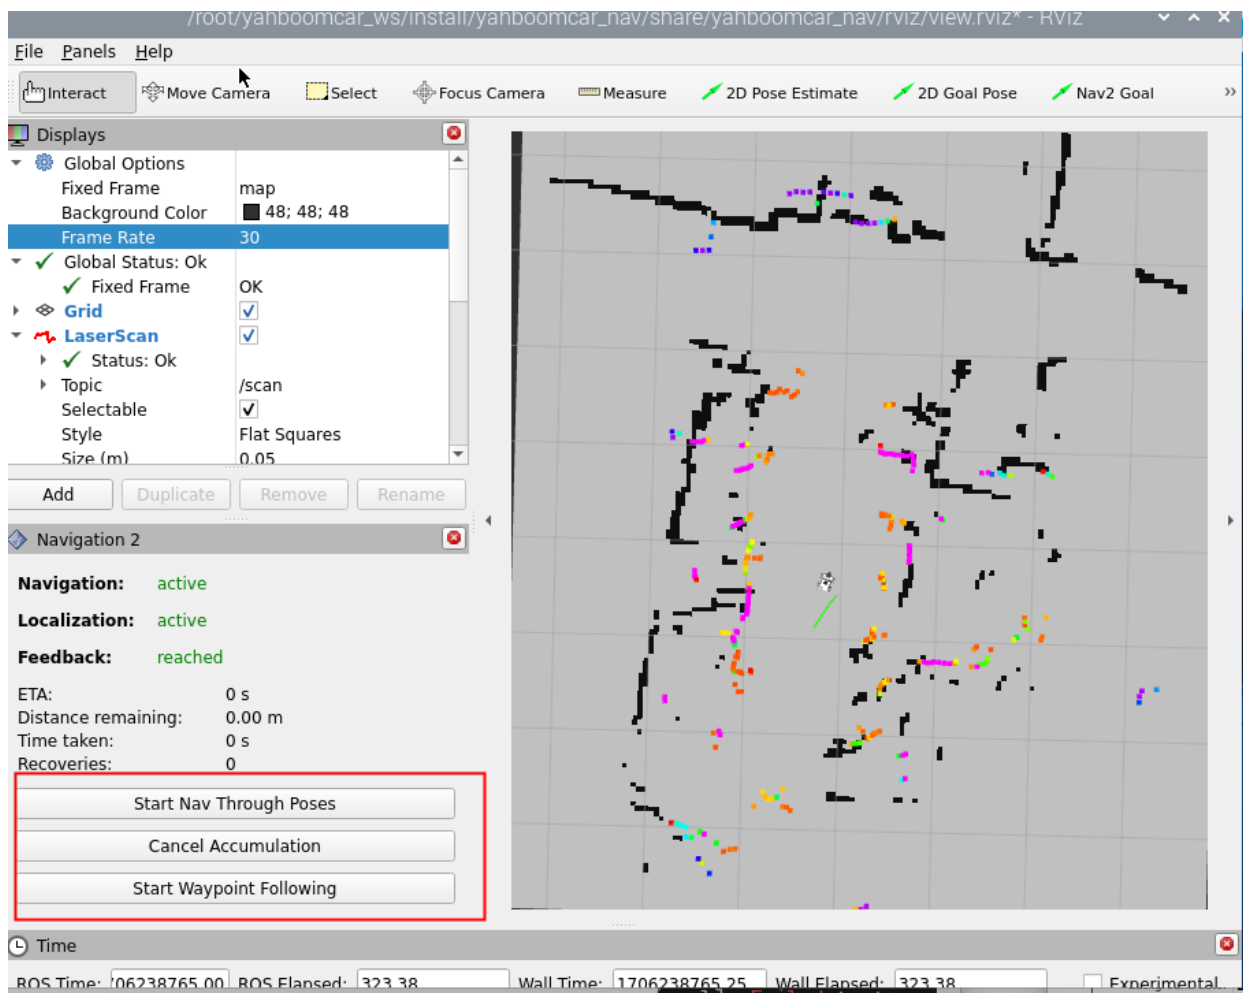 /root/yahboomcar_ws/install/yahboomcar_nav/share/yahboomcar_nav/rviz/view.rviz* - RViz
File Panels Help
Interact Move Camera Select Focus Camera Measure 2D Pose Estimate 2D Goal Pose Nav2 Goal »
Displays
Global Options
Fixed Frame map
Background Color 48; 48; 48
Frame Rate 30
Global Status: Ok
Fixed Frame OK
Grid
LaserScan
Status: Ok
Topic /scan
Selectable
Style Flat Squares
Size (m) 0.05
Add Duplicate Remove Rename
Navigation 2
Navigation: active
Localization: active
Feedback: reached
ETA: 0 s
Distance remaining: 0.00 m
Time taken: 0 s
Recoveries: 0
Start Nav Through Poses
Cancel Accumulation
Start Waypoint Following
Time
ROS Time: '06238765.00 ROS Elapsed: 323.38 Wall Time: 1706238765.25 Wall Elapsed: 323.38 Experimental